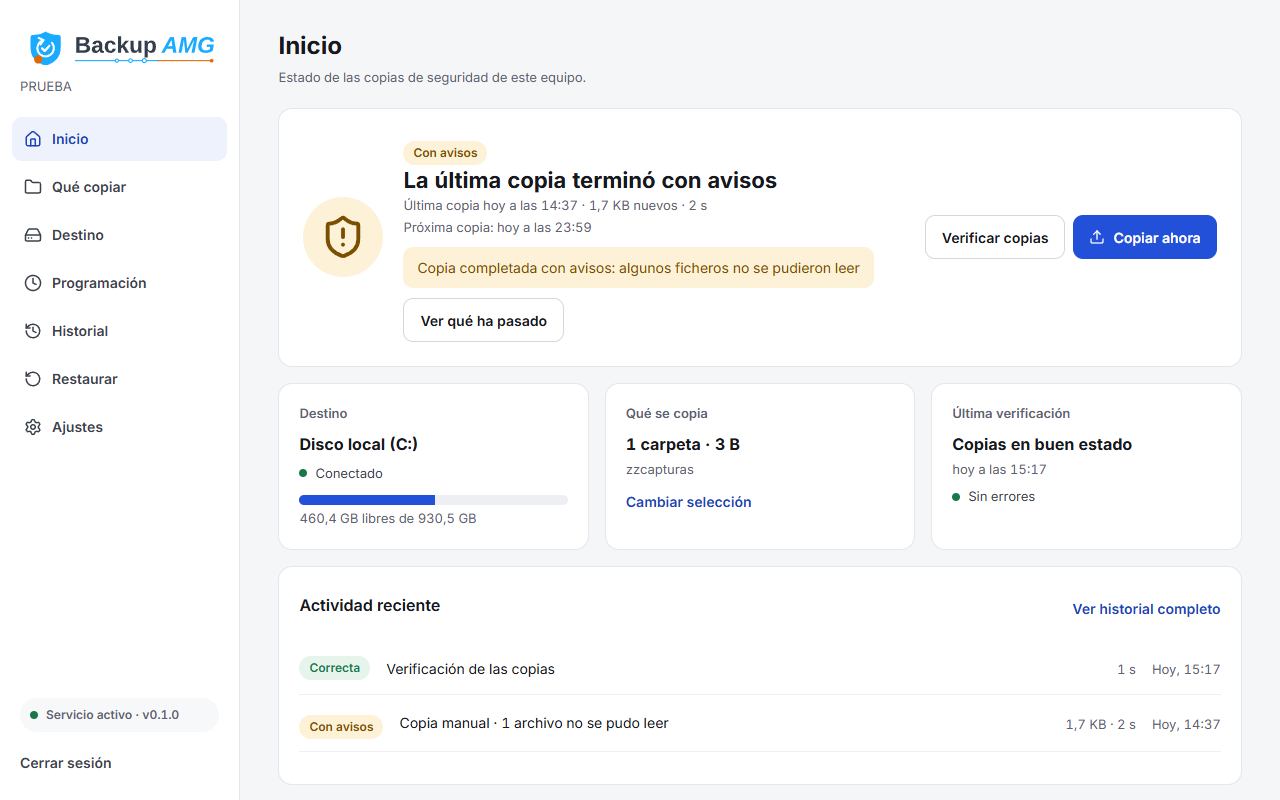 Backup AMG
PRUEBA
Inicio
Qué copiar
Destino
Programación
Historial
Restaurar
Ajustes
Servicio activo · v0.1.0
Cerrar sesión
Inicio
Estado de las copias de seguridad de este equipo.
Con avisos
La última copia terminó con avisos
Última copia hoy a las 14:37 · 1,7 KB nuevos · 2 s
Próxima copia: hoy a las 23:59
Copia completada con avisos: algunos ficheros no se pudieron leer
Ver qué ha pasado
Verificar copias
Copiar ahora
Destino
Disco local (C:)
Conectado
460,4 GB libres de 930,5 GB
Qué se copia
1 carpeta · 3 B
zzcapturas
Cambiar selección
Última verificación
Copias en buen estado
hoy a las 15:17
Sin errores
Actividad reciente
Ver historial completo
Correcta Verificación de las copias 1 s Hoy, 15:17
Con avisos Copia manual · 1 archivo no se pudo leer 1,7 KB · 2 s Hoy, 14:37